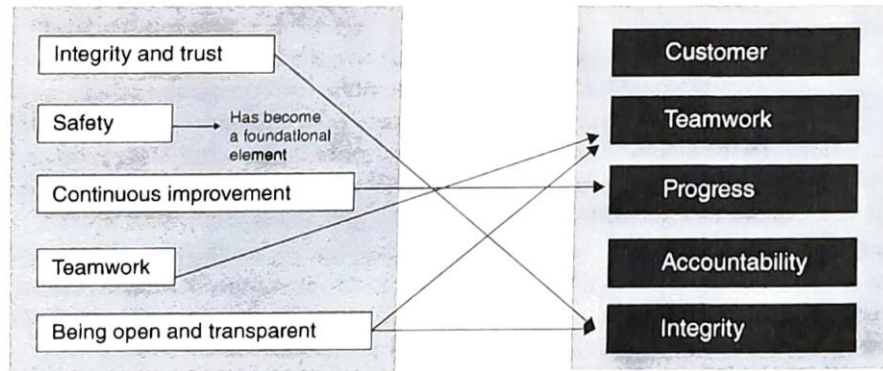 Integrity and trust
Safety
Has become
a foundational
element
Continuous improvement
Teamwork
Being open and transparent
Customer
Teamwork
Progress
Accountability
Integrity